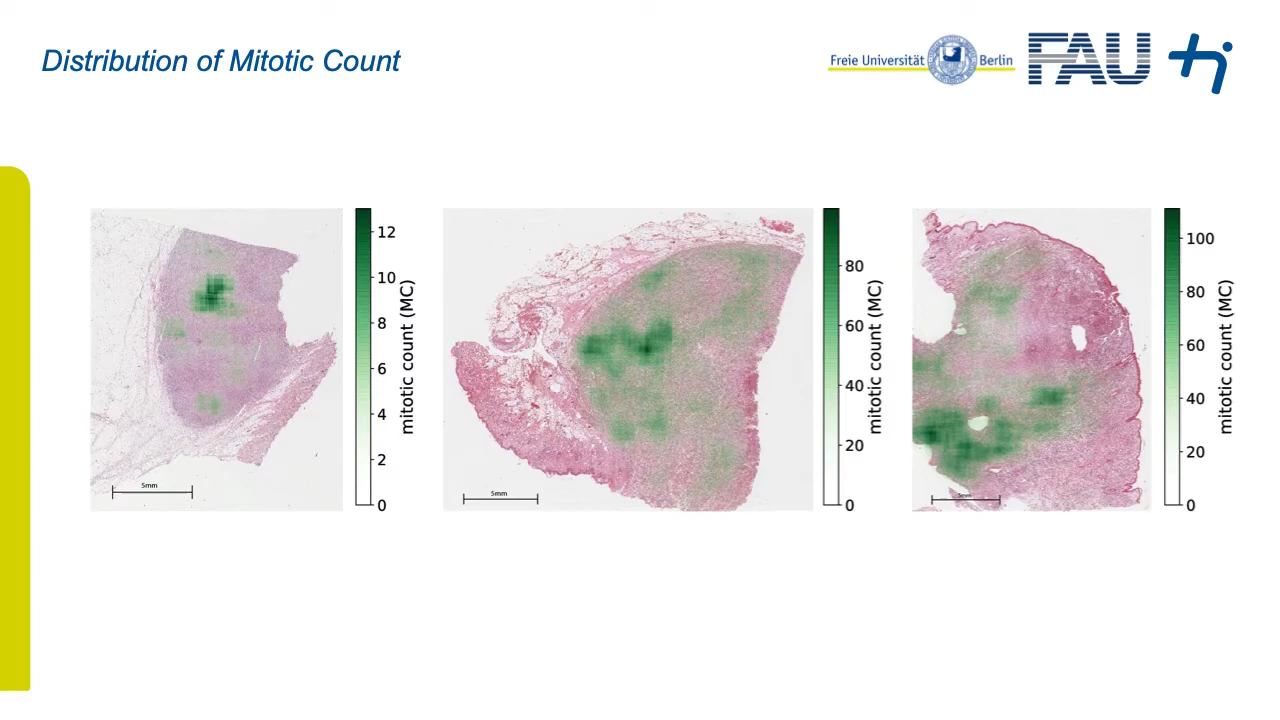 Distribution of Mitotic Count
Freie Universität Berlin
FAU
5mm
12
10
8
6
4
2
0
mitotic count (MC)
5mm
80
60
40
20
0
mitotic count (MC)
5mm
100
80
60
40
20
0
mitotic count (MC)